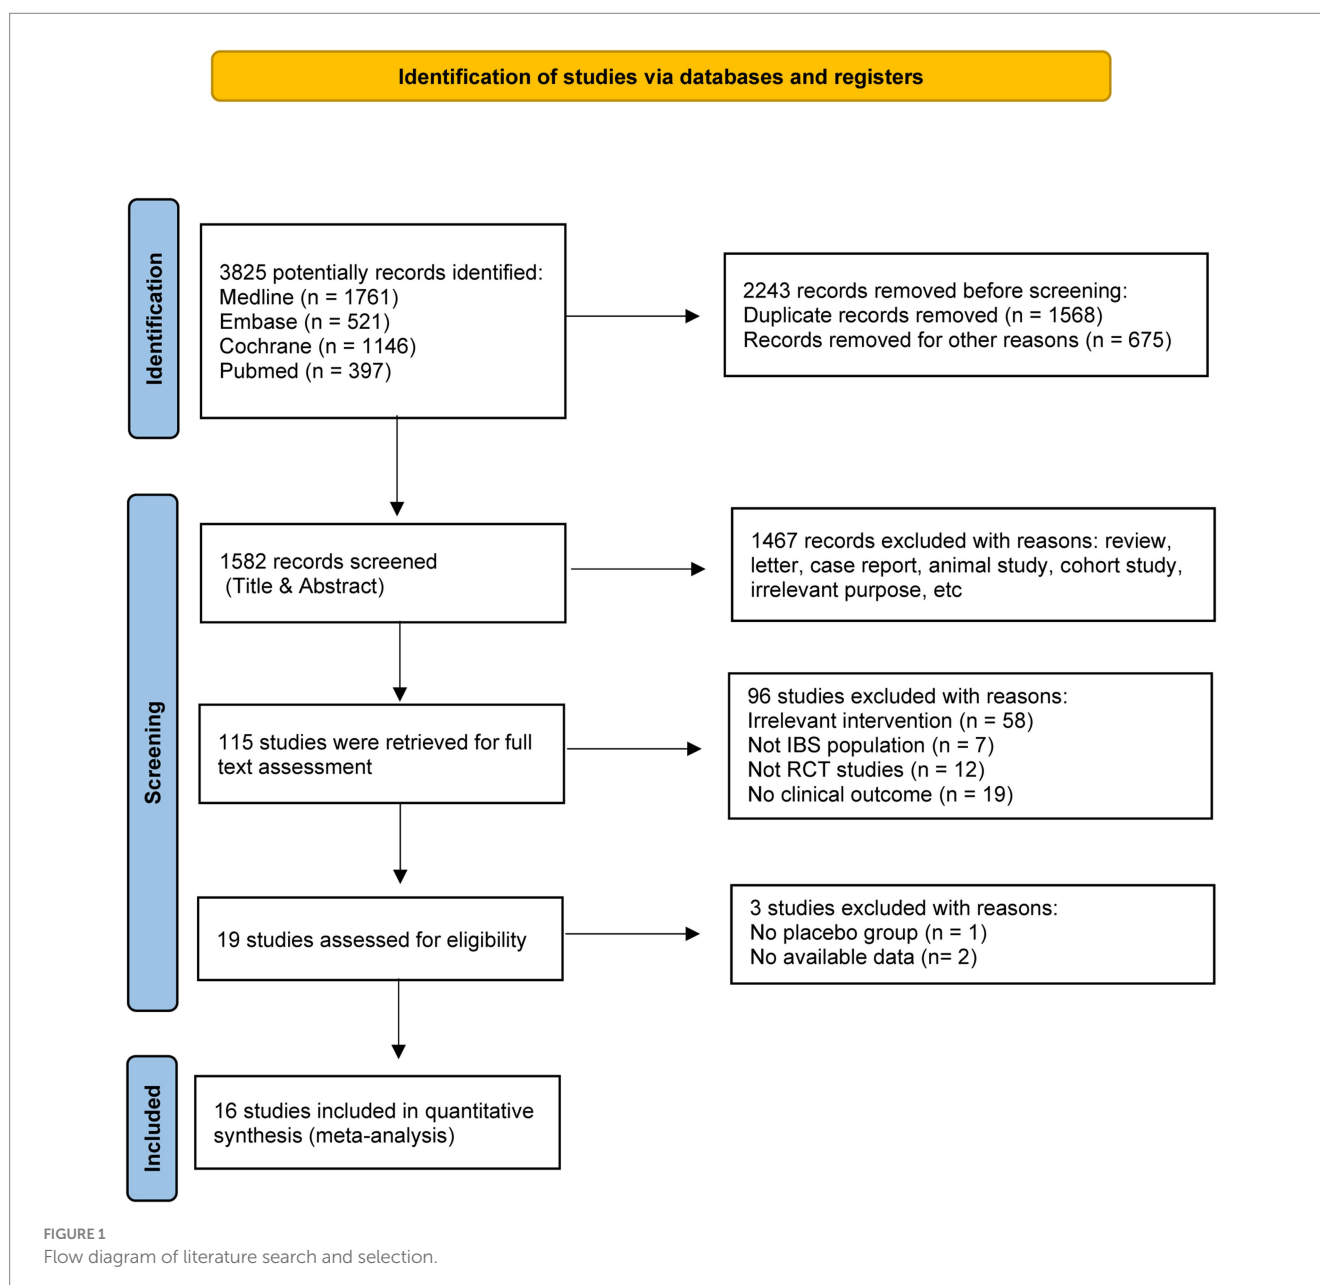 Identification of studies via databases and registers
Identification
3825 potentially records identified:
Medline (n = 1761)
Embase (n = 521)
Cochrane (n = 1146)
Pubmed (n = 397)
2243 records removed before screening:
Duplicate records removed (n = 1568)
Records removed for other reasons (n = 675)
Screening
1582 records screened
(Title & Abstract)
1467 records excluded with reasons: review,
letter, case report, animal study, cohort study,
irrelevant purpose, etc
115 studies were retrieved for full
text assessment
96 studies excluded with reasons:
Irrelevant intervention (n = 58)
Not IBS population (n = 7)
Not RCT studies (n = 12)
No clinical outcome (n = 19)
19 studies assessed for eligibility
3 studies excluded with reasons:
No placebo group (n = 1)
No available data (n= 2)
Included
16 studies included in quantitative
synthesis (meta-analysis)
FIGURE 1
Flow diagram of literature search and selection.